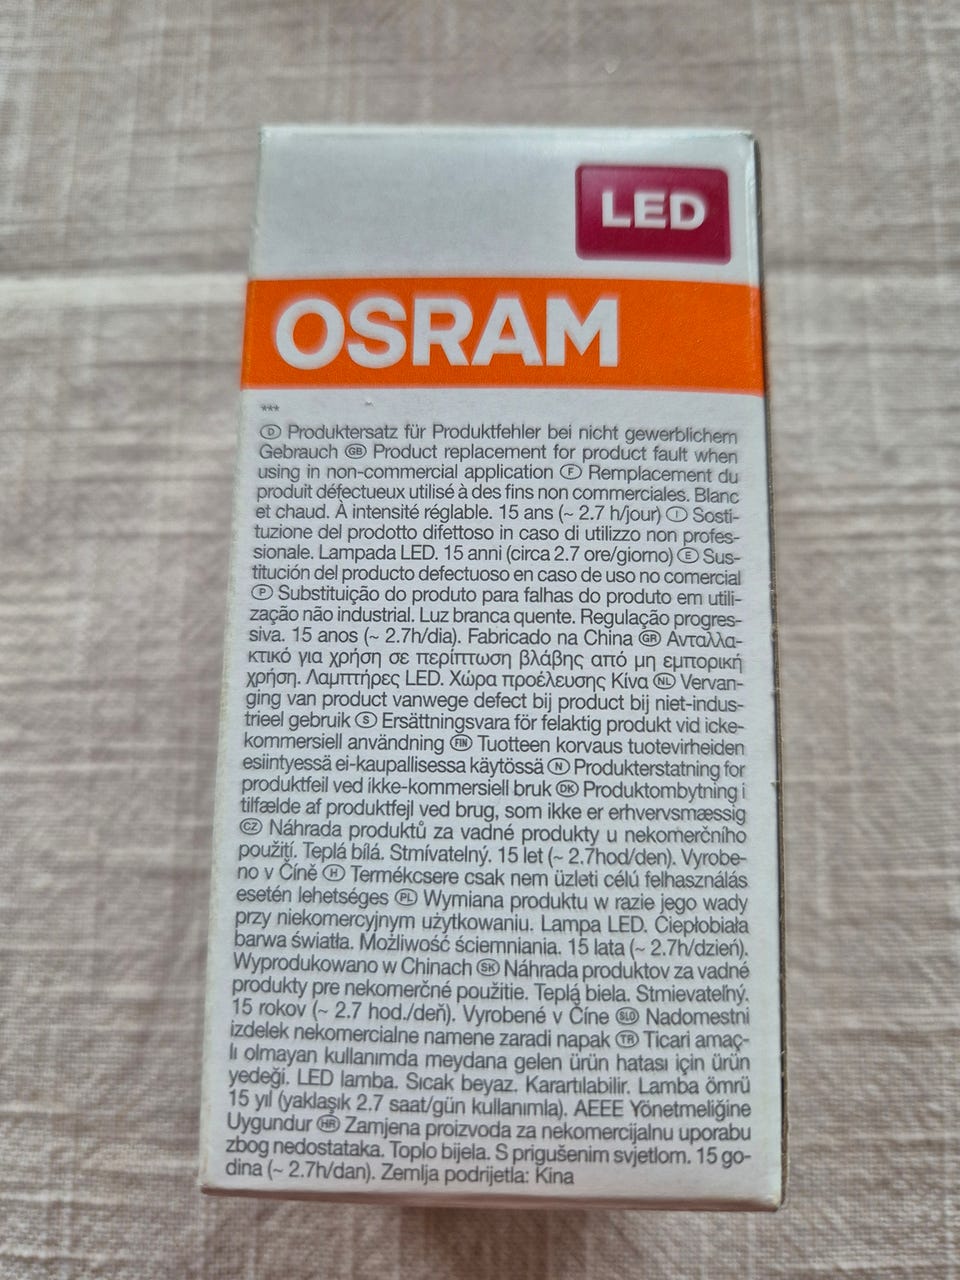 LED
OSRAM
***
Ⓓ Produktersatz für Produktfehler bei nicht gewerblichem
Gebrauch (GB) Product replacement for product fault when
using in non-commercial application Ⓕ Remplacement du
produit défectueux utilisé à des fins non commerciales. Blanc
et chaud. À intensité réglable. 15 ans (~ 2.7 h/jour) Ⓘ Sosti-
tuzione del prodotto difettoso in caso di utilizzo non profes-
sionale. Lampada LED. 15 anni (circa 2.7 ore/giorno) Ⓔ Sus-
titución del producto defectuoso en caso de uso no comercial
Ⓟ Substituição do produto para falhas do produto em utili-
zação não industrial. Luz branca quente. Regulação progres-
siva. 15 anos (~ 2.7h/dia). Fabricado na China (GR) Ανταλλα-
κτικό για χρήση σε περίπτωση βλάβης από μη εμπορική
χρήση. Λαμπτήρες LED. Χώρα προέλευσης Κίνα (NL) Vervan-
ging van product vanwege defect bij product bij niet-indus-
trieel gebruik Ⓢ Ersättningsvara för felaktig produkt vid icke-
kommersiell användning (FIN) Tuotteen korvaus tuotevirheiden
esiintyessä ei-kaupallisessa käytössä Ⓝ Produkterstatning for
produktfeil ved ikke-kommersiell bruk (DK) Produktombytning i
tilfælde af produktfejl ved brug, som ikke er erhvervsmæssig
(CZ) Náhrada produktů za vadné produkty u nekomerčního
použití. Teplá bílá. Stmívatelný. 15 let (~ 2.7hod/den). Vyrobe-
no v Číně Ⓗ Termékcsere csak nem üzleti célú felhasználás
esetén lehetséges (PL) Wymiana produktu w razie jego wady
przy niekomercyjnym użytkowaniu. Lampa LED. Ciepłobiała
barwa światła. Możliwość ściemniania. 15 lata (~ 2.7h/dzień).
Wyprodukowano w Chinach (SK) Náhrada produktov za vadné
produkty pre nekomerčné použitie. Teplá biela. Stmievateľný.
15 rokov (~ 2.7 hod./deň). Vyrobené v Číne (SLO) Nadomestni
izdelek nekomercialne namene zaradi napak (TR) Ticari amaç-
lı olmayan kullanımda meydana gelen ürün hatası için ürün
yedeği. LED lamba. Sıcak beyaz. Karartılabilir. Lamba ömrü
15 yıl (yaklaşık 2.7 saat/gün kullanımla). AEEE Yönetmeliğine
Uygundur (HR) Zamjena proizvoda za nekomercijalnu uporabu
zbog nedostataka. Toplo bijela. S prigušenim svjetlom. 15 go-
dina (~ 2.7h/dan). Zemlja podrijetla: Kina